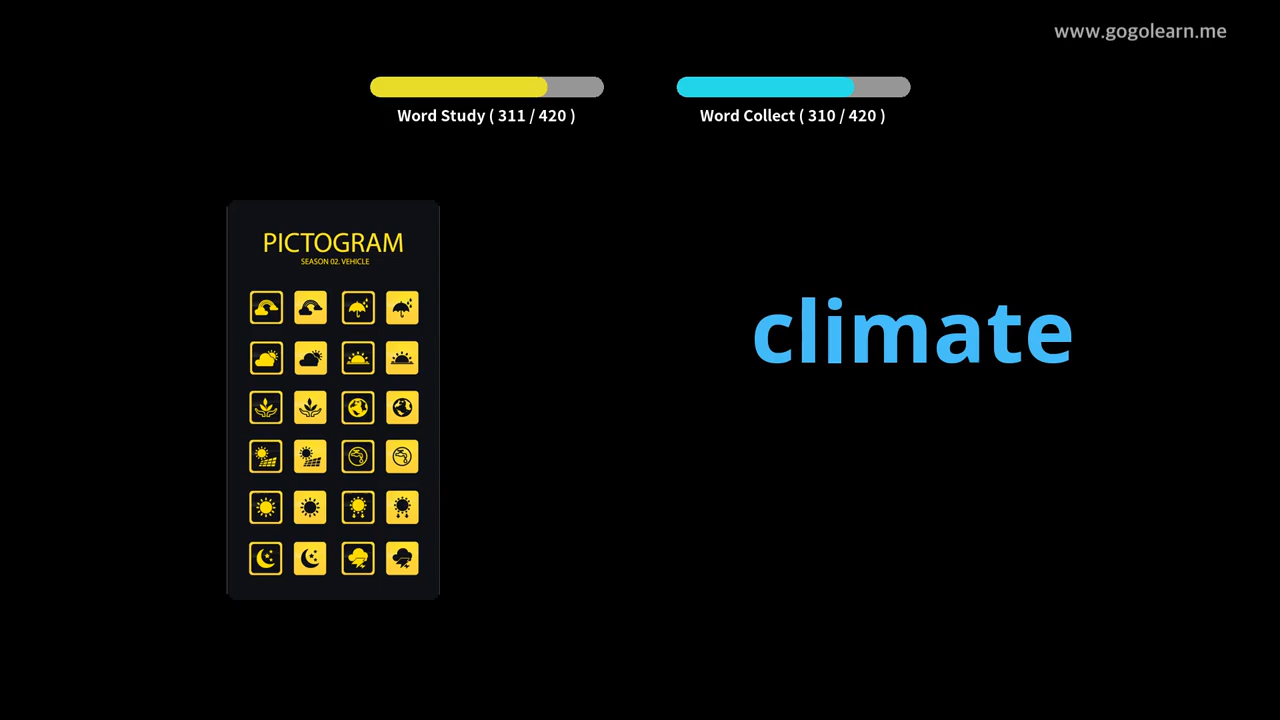 www.gogolearn.me
Word Study ( 311 / 420 )
Word Collect ( 310 / 420 )
PICTOGRAM
SEASON 02. VEHICLE
climate